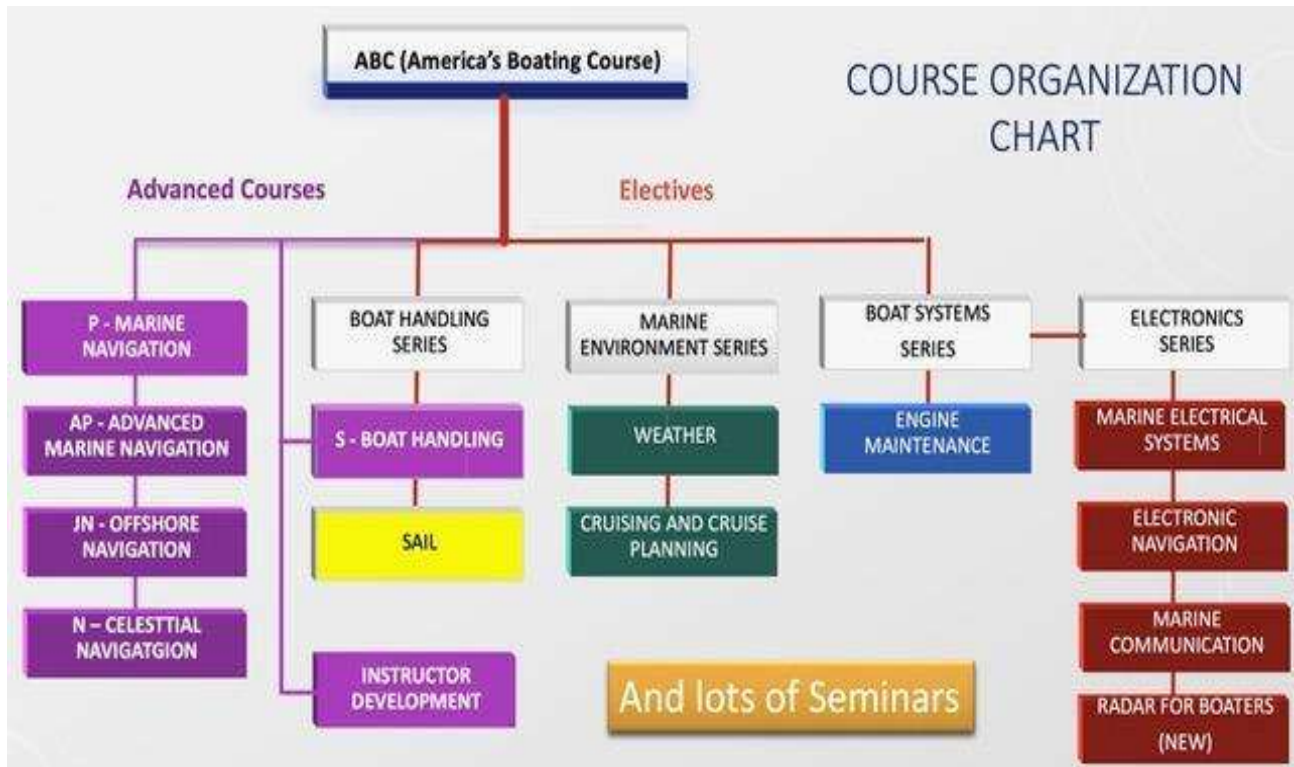 ABC (America's Boating Course)
COURSE ORGANIZATION
CHART
Advanced Courses
Electives
P - MARINE
NAVIGATION
AP - ADVANCED
MARINE NAVIGATION
JN - OFFSHORE
NAVIGATION
N – CELESTTIAL
NAVIGATGION
BOAT HANDLING
SERIES
S - BOAT HANDLING
SAIL
INSTRUCTOR
DEVELOPMENT
MARINE
ENVIRONMENT SERIES
WEATHER
CRUISING AND CRUISE
PLANNING
BOAT SYSTEMS
SERIES
ENGINE
MAINTENANCE
ELECTRONICS
SERIES
MARINE ELECTRICAL
SYSTEMS
ELECTRONIC
NAVIGATION
MARINE
COMMUNICATION
RADAR FOR BOATERS
(NEW)
And lots of Seminars